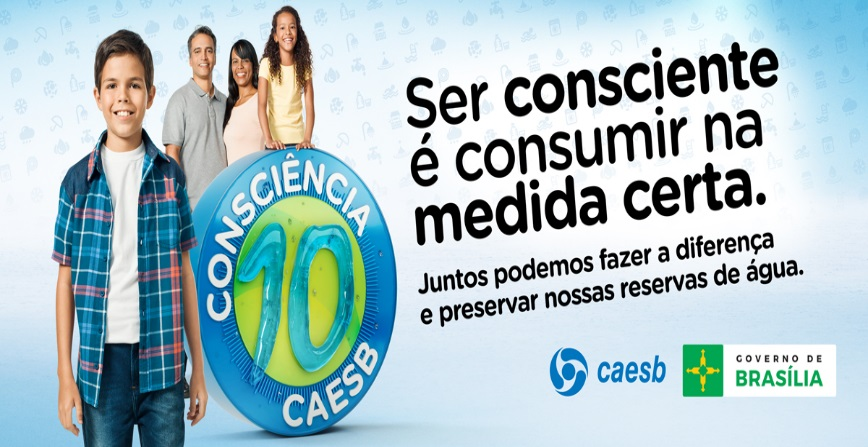 CONSCIÊNCIA
10
CAESB
Ser consciente
é consumir na
medida certa.
Juntos podemos fazer a diferença
e preservar nossas reservas de água.
caesb
GOVERNO DE
BRASÍLIA